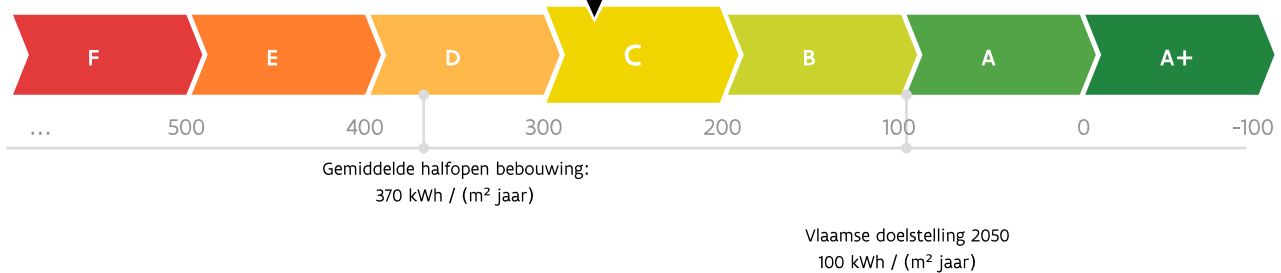 F E D C B A A+
... 500 400 300 200 100 0 -100
Gemiddelde halfopen bebouwing:
370 kWh / (m² jaar)
Vlaamse doelstelling 2050
100 kWh / (m² jaar)